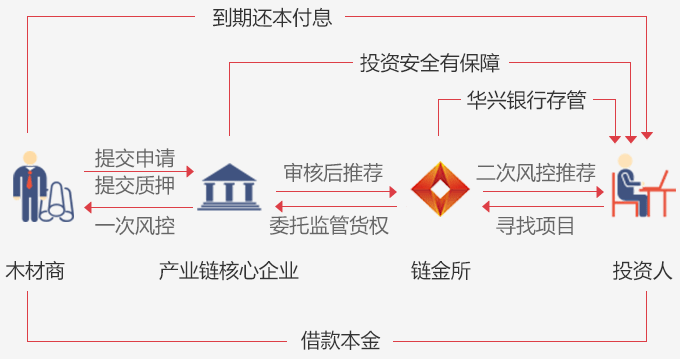 到期还本付息
投资安全有保障
华兴银行存管
提交申请
提交质押
一次风控
审核后推荐
委托监管货权
二次风控推荐
寻找项目
木材商
产业链核心企业
链金所
投资人
借款本金